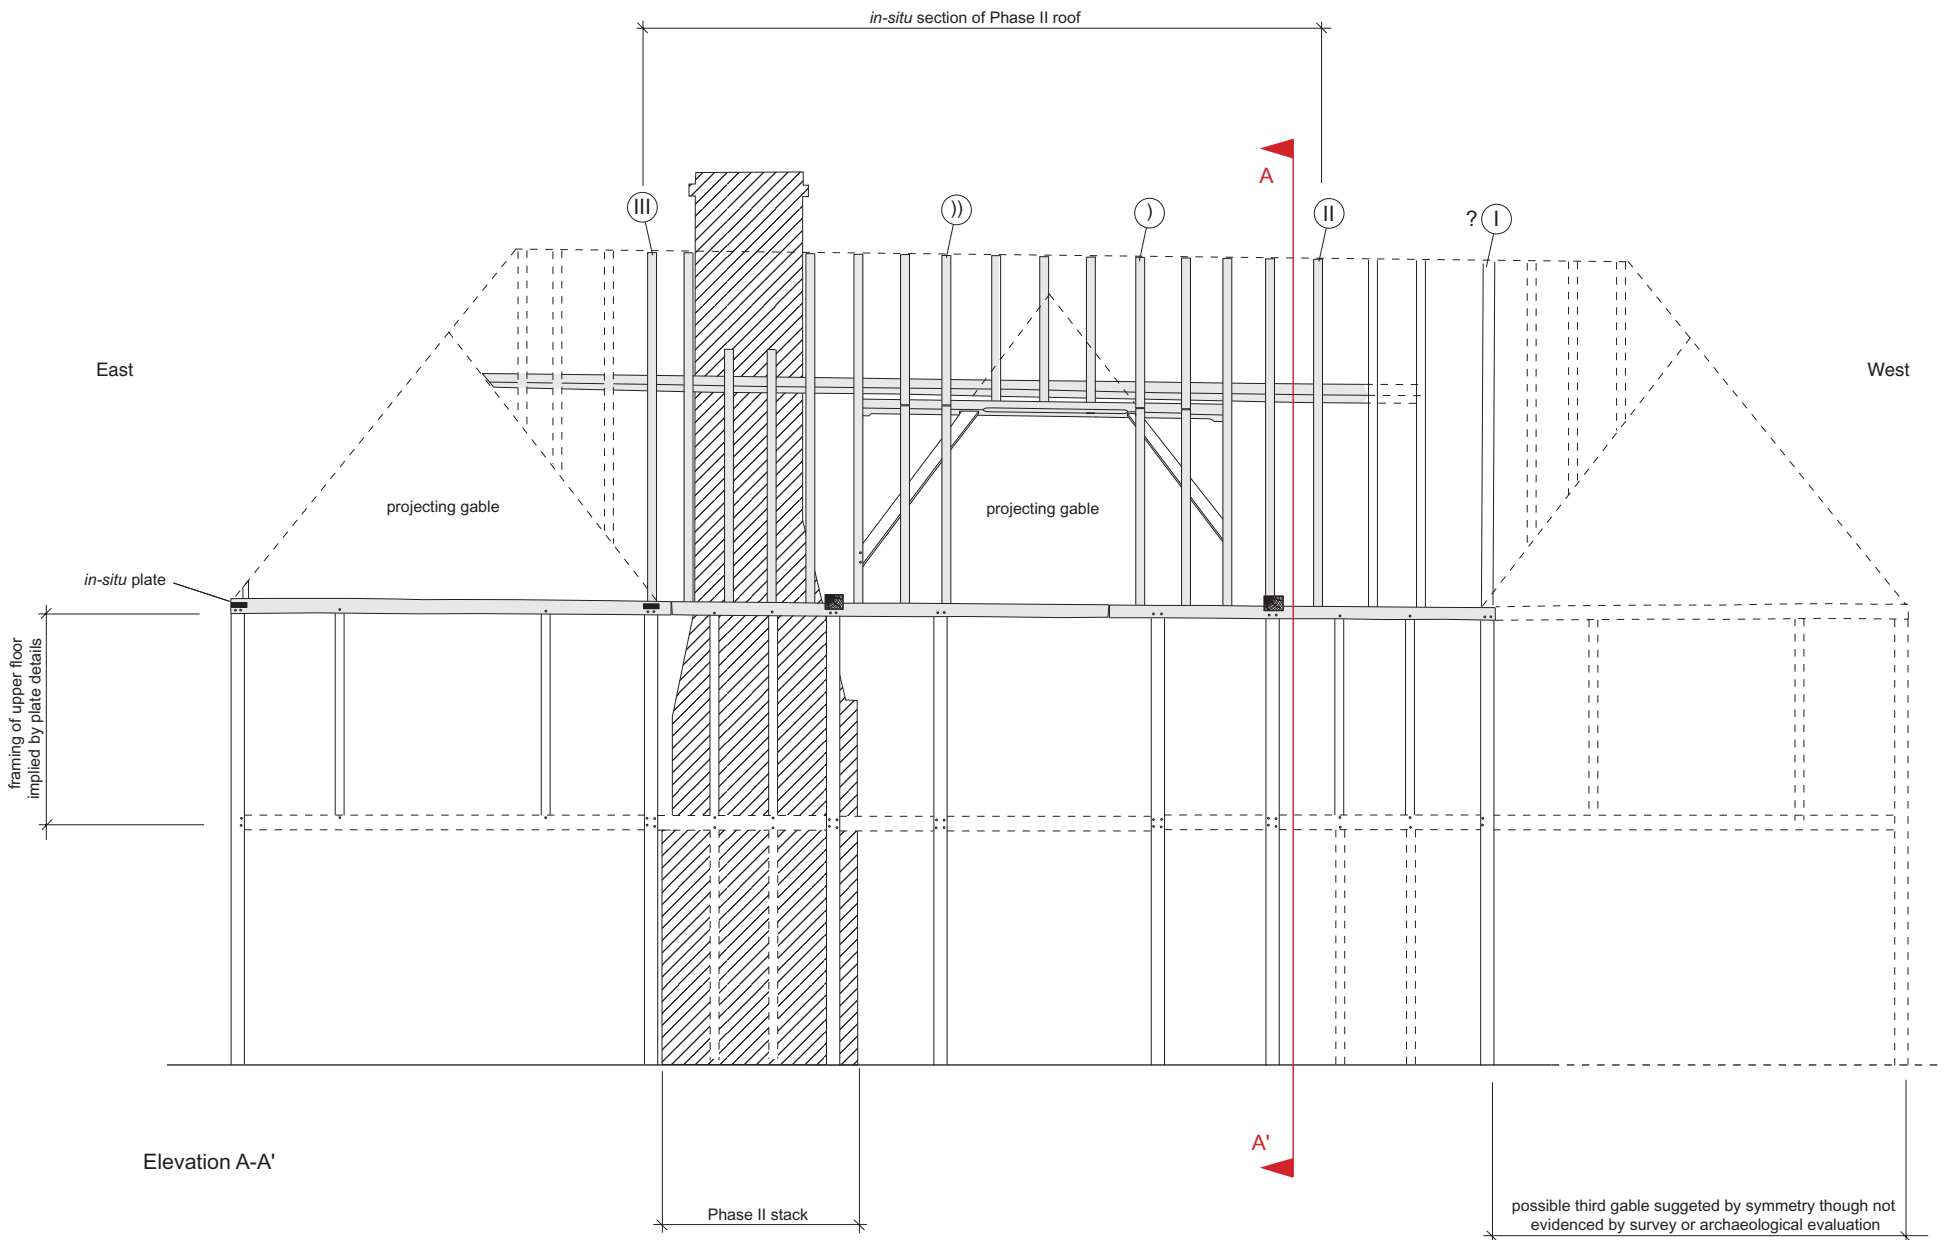 in-situ section of Phase II roof
A
III
))
)
II
? I
East
West
projecting gable
projecting gable
in-situ plate
framing of upper floor
implied by plate details
A'
Elevation A-A'
Phase II stack
possible third gable suggeted by symmetry though not
evidenced by survey or archaeological evaluation